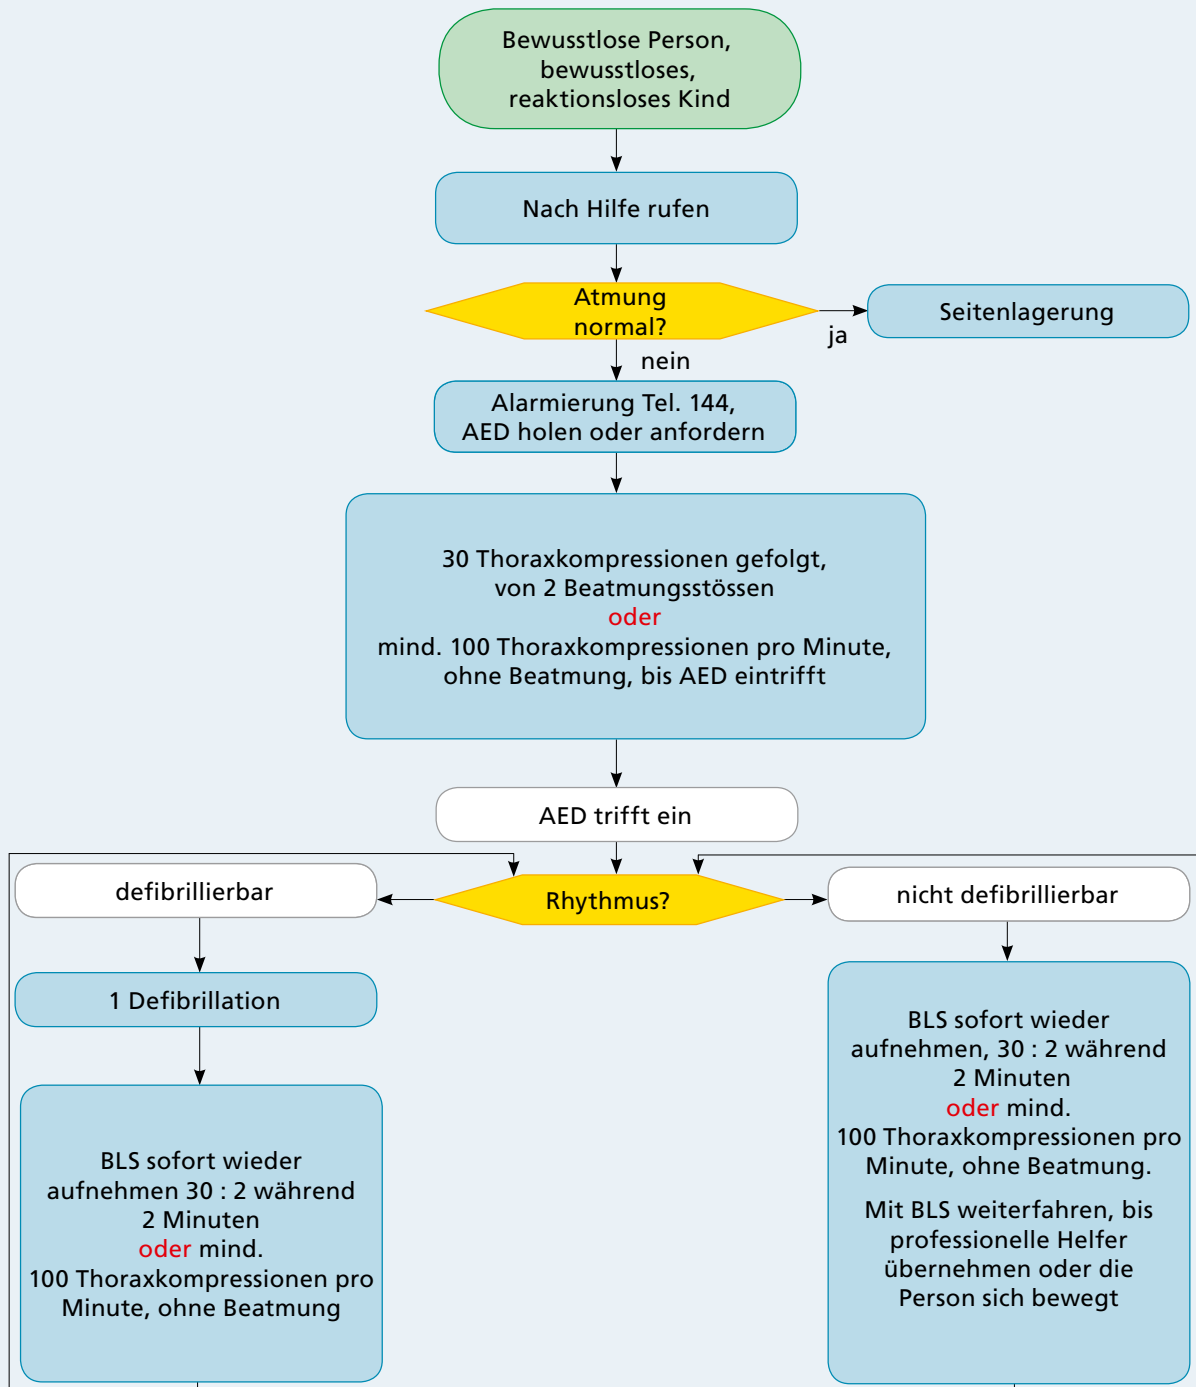 Bewusstlose Person,
bewusstloses,
reaktionsloses Kind
Nach Hilfe rufen
Atmung
normal?
ja
Seitenlagerung
nein
Alarmierung Tel. 144,
AED holen oder anfordern
30 Thoraxkompressionen gefolgt,
von 2 Beatmungsstössen
oder
mind. 100 Thoraxkompressionen pro Minute,
ohne Beatmung, bis AED eintrifft
AED trifft ein
Rhythmus?
defibrillierbar
1 Defibrillation
BLS sofort wieder
aufnehmen 30 : 2 während
2 Minuten
oder mind.
100 Thoraxkompressionen pro
Minute, ohne Beatmung
nicht defibrillierbar
BLS sofort wieder
aufnehmen, 30 : 2 während
2 Minuten
oder mind.
100 Thoraxkompressionen pro
Minute, ohne Beatmung.
Mit BLS weiterfahren, bis
professionelle Helfer
übernehmen oder die
Person sich bewegt